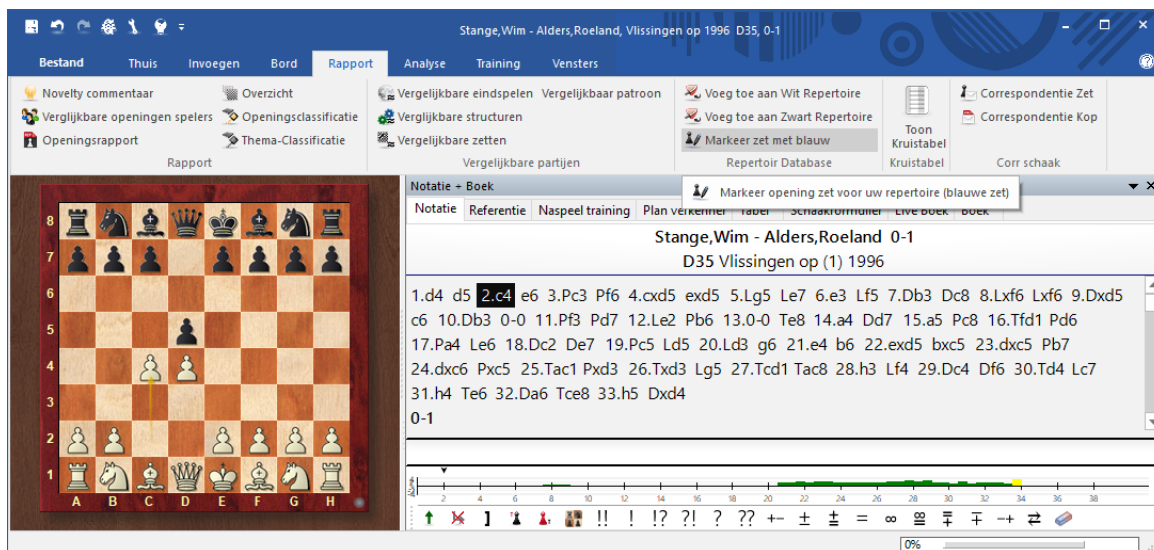 Stange,Wim - Alders,Roeland, Vlissingen op 1996 D35, 0-1
Bestand Thuis Invoegen Bord Rapport Analyse Training Vensters
Novelty commentaar Overzicht Vergelijkbare eindspelen Vergelijkbaar patroon Voeg toe aan Wit Repertoire Correspondentie Zet
Vergelijkbare openingen spelers Openingsclassificatie Vergelijkbare structuren Voeg toe aan Zwart Repertoire Toon Kruistabel Correspondentie Kop
Openingsrapport Thema-Classificatie Vergelijkbare zetten Markeer zet met blauw
Rapport Vergelijkbare partijen Repertoir Database Kruistabel Corr schaak
Notatie + Boek
Markeer opening zet voor uw repertoire (blauwe zet)
Notatie Referentie Naspeel training Plan verkenner Tabel Schaakformulier Live Boek Boek
Stange,Wim - Alders,Roeland 0-1
D35 Vlissingen op (1) 1996
1.d4 d5 2.c4 e6 3.Pc3 Pf6 4.cxd5 exd5 5.Lg5 Le7 6.e3 Lf5 7.Db3 Dc8 8.Lxf6 Lxf6 9.Dxd5
c6 10.Db3 0-0 11.Pf3 Pd7 12.Le2 Pb6 13.0-0 Te8 14.a4 Dd7 15.a5 Pc8 16.Tfd1 Pd6
17.Pa4 Le6 18.Dc2 De7 19.Pc5 Ld5 20.Ld3 g6 21.e4 b6 22.exd5 bxc5 23.dxc5 Pb7
24.dxc6 Pxc5 25.Tac1 Pxd3 26.Txd3 Lg5 27.Tcd1 Tac8 28.h3 Lf4 29.Dc4 Df6 30.Td4 Lc7
31.h4 Te6 32.Da6 Tce8 33.h5 Dxd4
0-1
8
7
6
5
4
3
2
1
A B C D E F G H
2 4 6 8 10 12 14 16 18 20 22 24 26 28 30 32 34 36 38
!! ! !? ?! ? ?? +- ± ⩲ = ∞ ⩳ ∓ -+ ⇄
0%